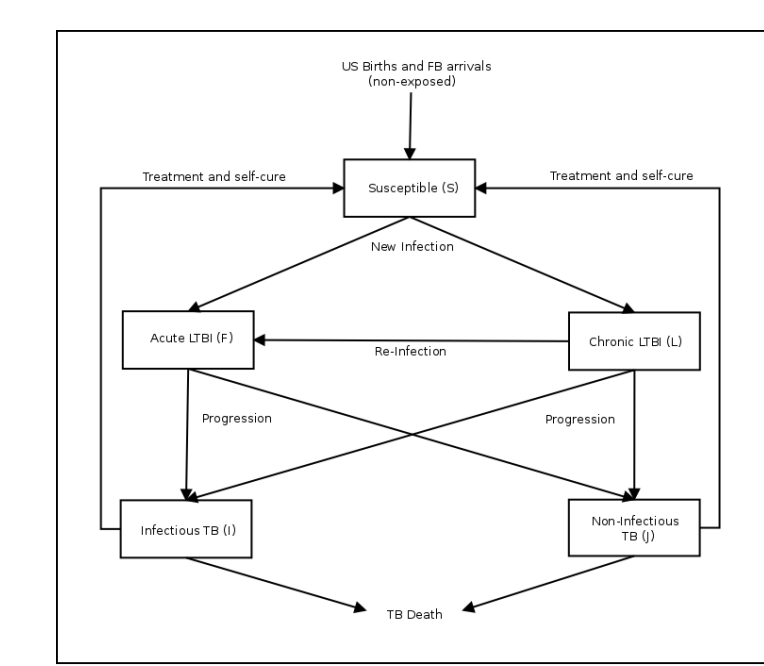 US Births and FB arrivals
(non-exposed)
Treatment and self-cure
Treatment and self-cure
Susceptible (S)
New Infection
Acute LTBI (F)
Chronic LTBI (L)
Re-Infection
Progression
Progression
Infectious TB (I)
Non-Infectious
TB (J)
TB Death